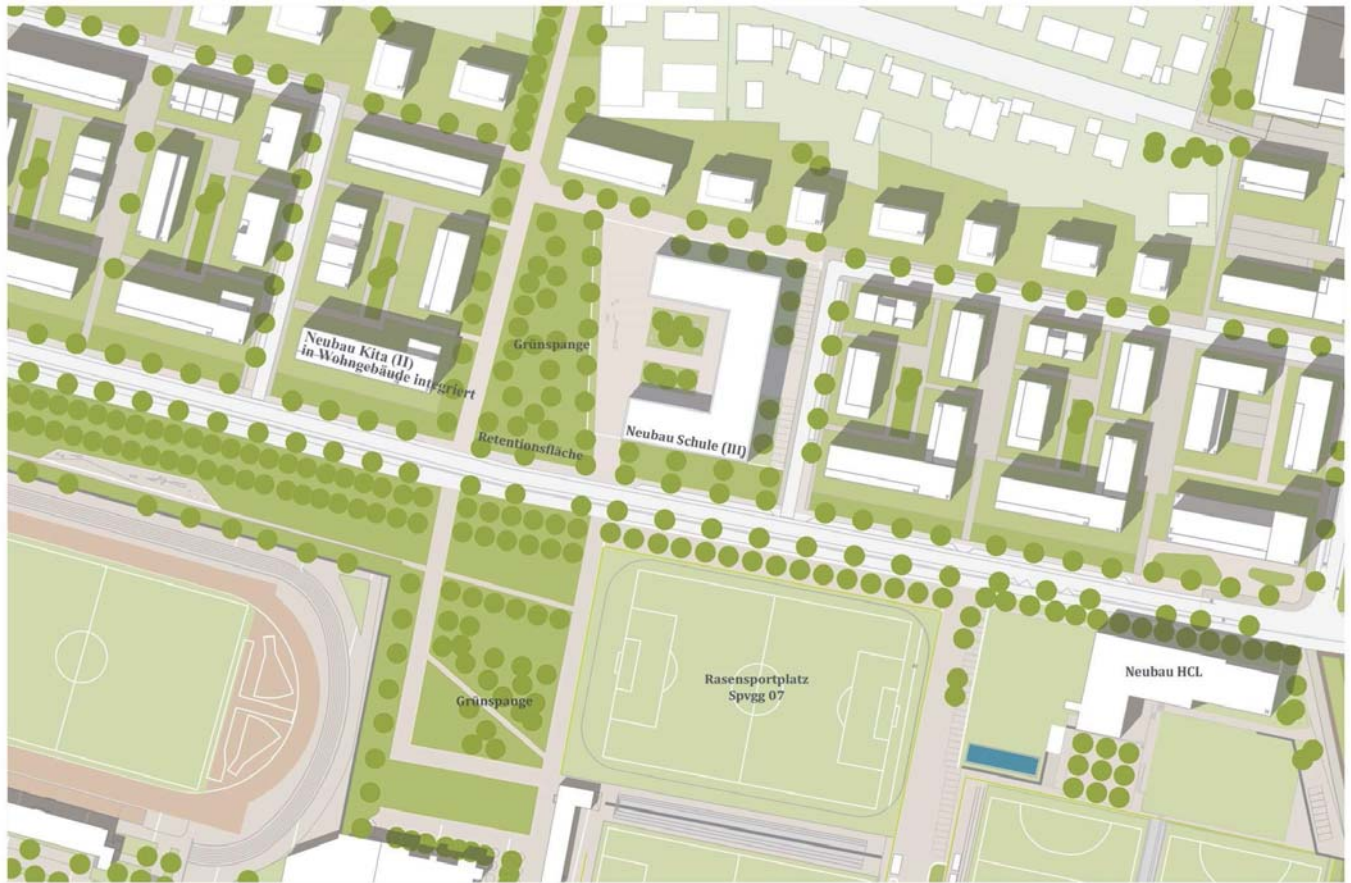 Neubau Kita (II)
in Wohngebäude integriert
Grünspange
Neubau Schule (III)
Retentionsfläche
Neubau HCL
Rasensportplatz
Spvgg 07
Grünspange